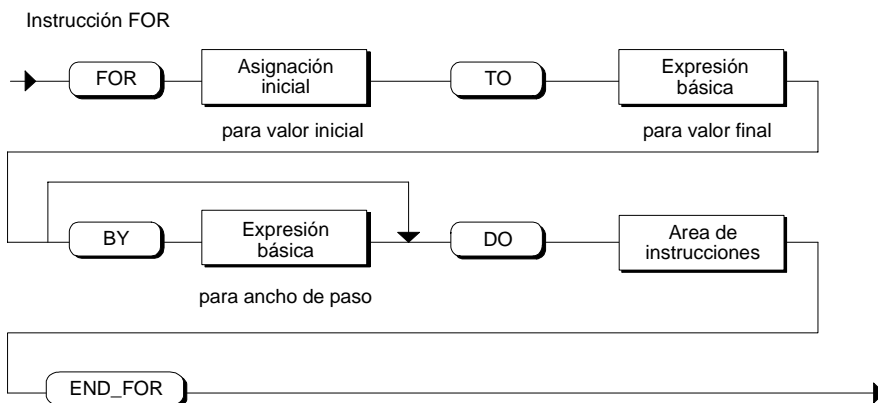 Instrucción FOR
FOR
Asignación
inicial
TO
Expresión
básica
para valor inicial
para valor final
BY
Expresión
básica
DO
Area de
instrucciones
para ancho de paso
END_FOR